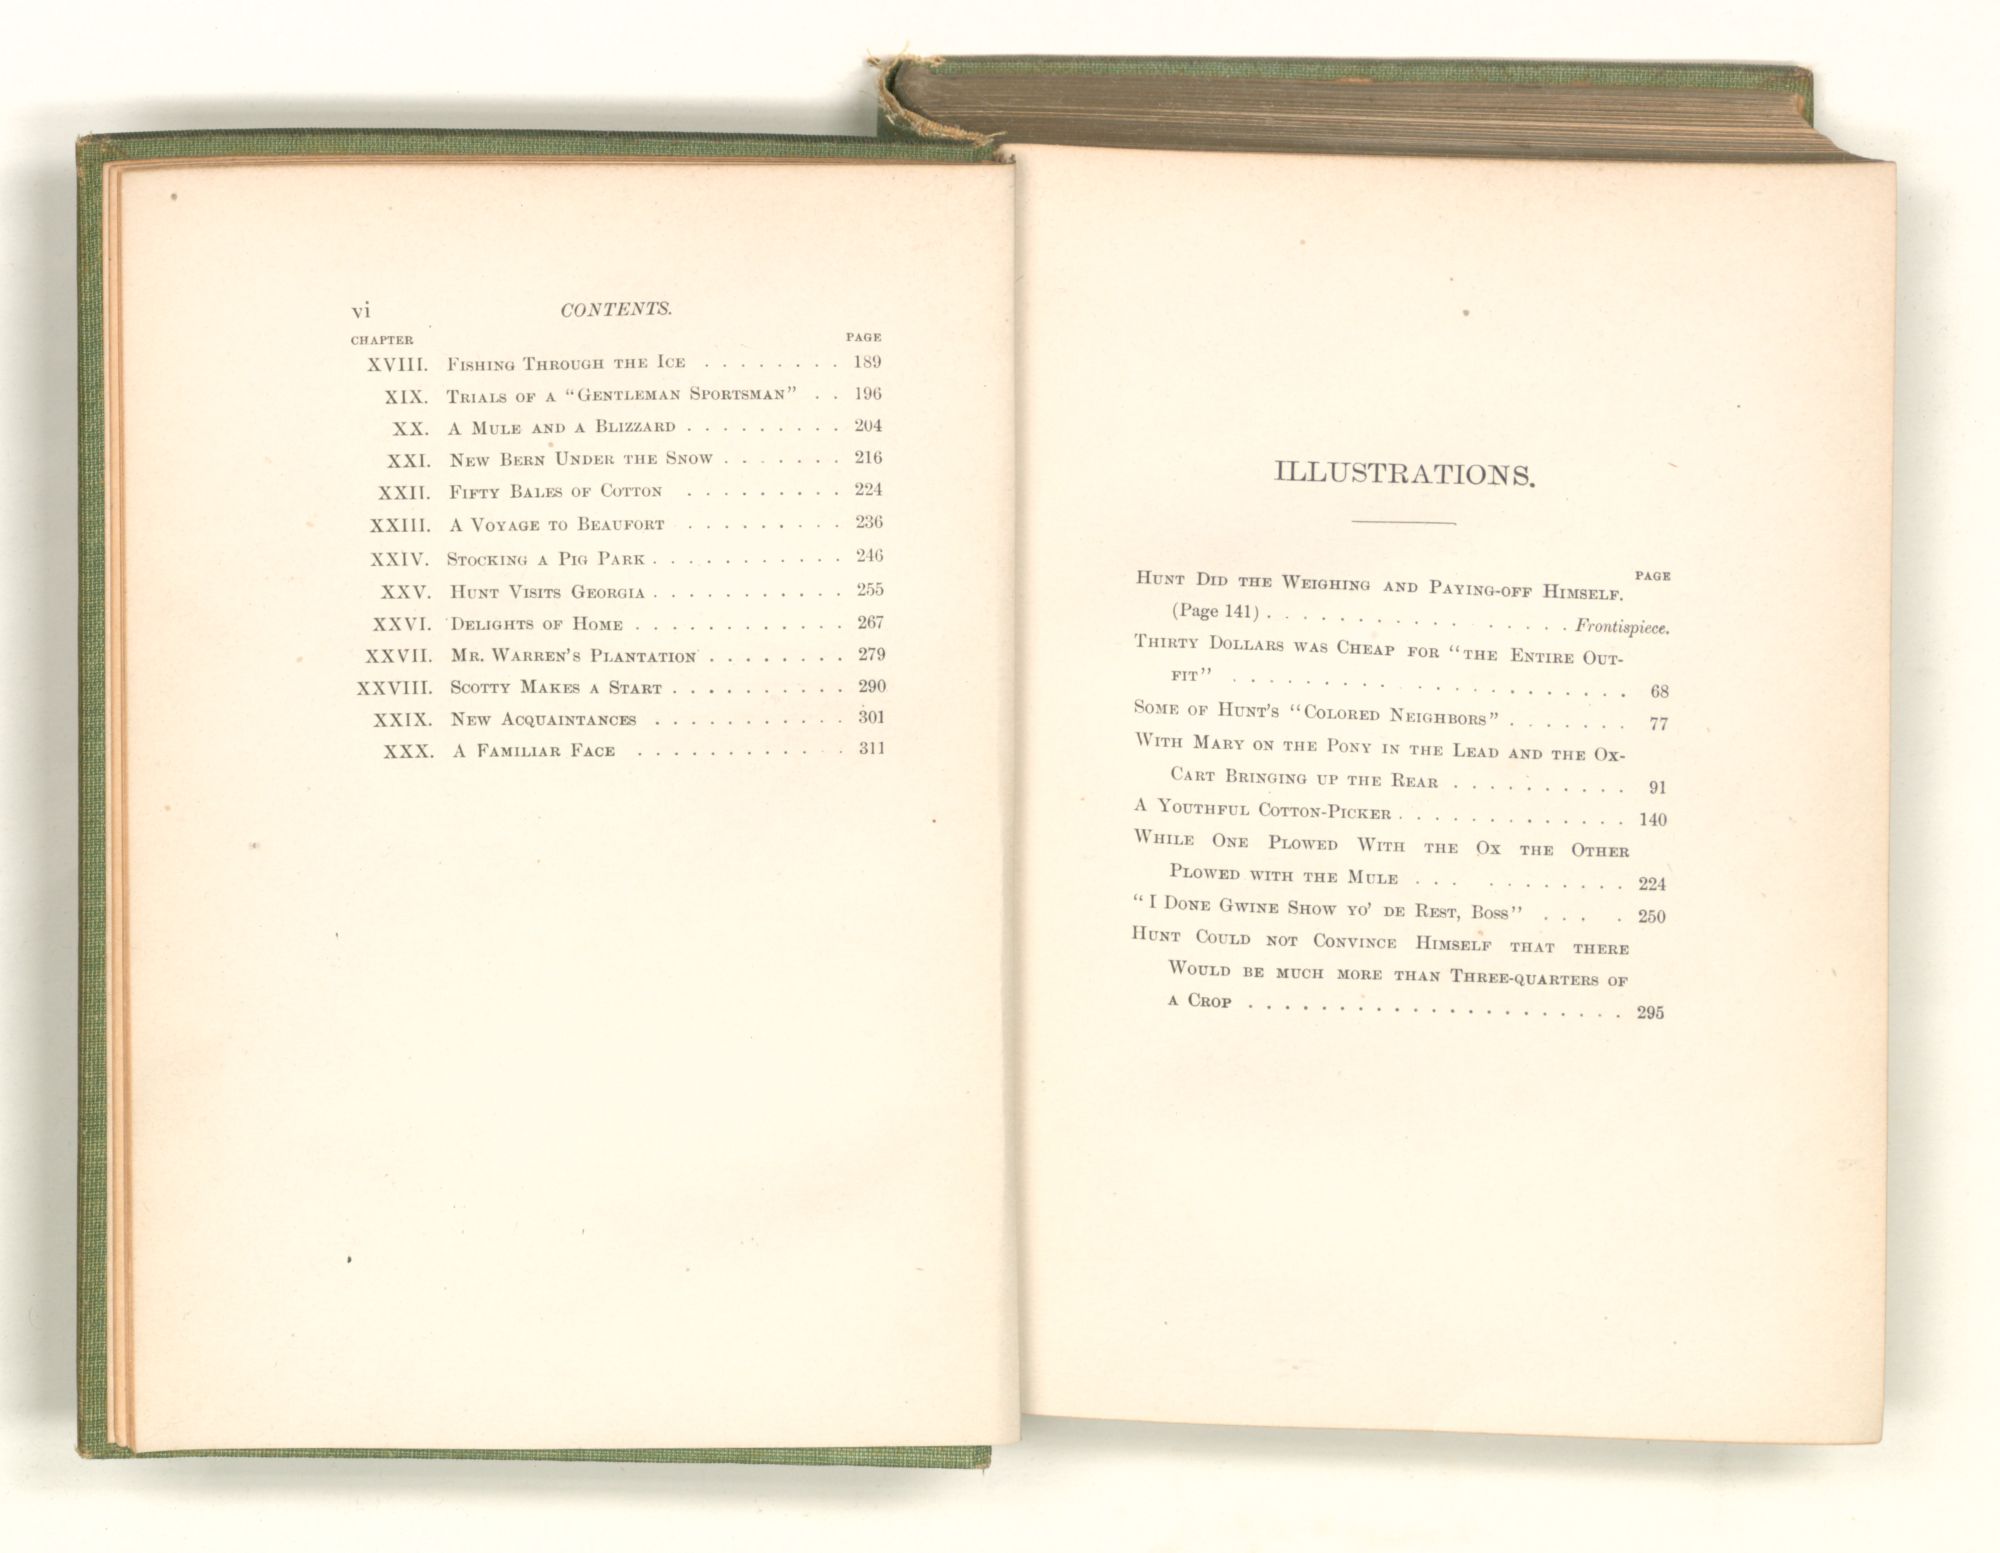 vi CONTENTS.
CHAPTER PAGE
XVIII. FISHING THROUGH THE ICE . . . . . . . . 189
XIX. TRIALS OF A “GENTLEMAN SPORTSMAN” . . 196
XX. A MULE AND A BLIZZARD . . . . . . . . . 204
XXI. NEW BERN UNDER THE SNOW . . . . . . . 216
XXII. FIFTY BALES OF COTTON . . . . . . . . . 224
XXIII. A VOYAGE TO BEAUFORT . . . . . . . . . 236
XXIV. STOCKING A PIG PARK . . . . . . . . . . . 246
XXV. HUNT VISITS GEORGIA . . . . . . . . . . . 255
XXVI. DELIGHTS OF HOME . . . . . . . . . . . . 267
XXVII. MR. WARREN'S PLANTATION . . . . . . . . 279
XXVIII. SCOTTY MAKES A START . . . . . . . . . . 290
XXIX. NEW ACQUAINTANCES . . . . . . . . . . . 301
XXX. A FAMILIAR FACE . . . . . . . . . . . . 311
ILLUSTRATIONS.
PAGE
HUNT DID THE WEIGHING AND PAYING-OFF HIMSELF.
(Page 141) . . . . . . . . . . . . . . . . Frontispiece.
THIRTY DOLLARS WAS CHEAP FOR “THE ENTIRE OUT-
FIT” . . . . . . . . . . . . . . . . . . . . . . 68
SOME OF HUNT'S “COLORED NEIGHBORS” . . . . . . . 77
WITH MARY ON THE PONY IN THE LEAD AND THE OX-
CART BRINGING UP THE REAR . . . . . . . . . . 91
A YOUTHFUL COTTON-PICKER . . . . . . . . . . . . . 140
WHILE ONE PLOWED WITH THE OX THE OTHER
PLOWED WITH THE MULE . . . . . . . . . . . 224
“I DONE GWINE SHOW YO' DE REST, BOSS” . . . . 250
HUNT COULD NOT CONVINCE HIMSELF THAT THERE
WOULD BE MUCH MORE THAN THREE-QUARTERS OF
A CROP . . . . . . . . . . . . . . . . . . . . . 295